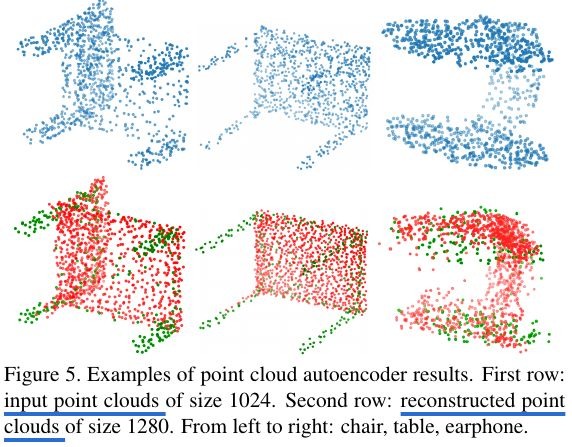 Figure 5. Examples of point cloud autoencoder results. First row:
input point clouds of size 1024. Second row: reconstructed point
clouds of size 1280. From left to right: chair, table, earphone.